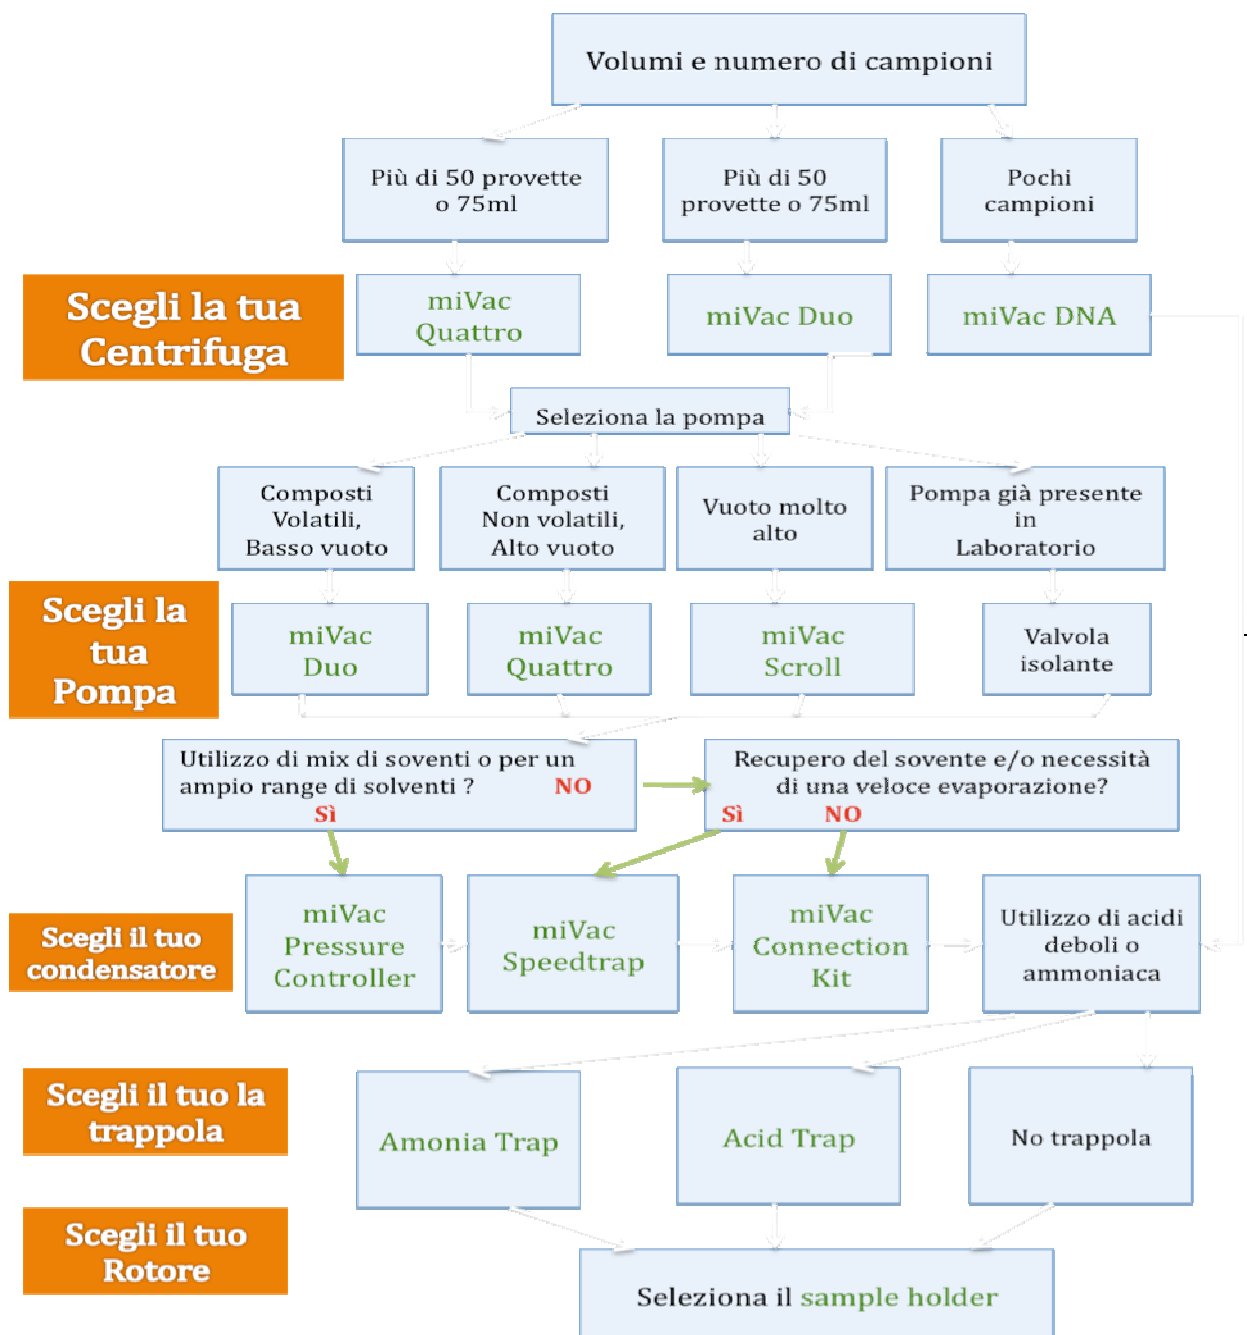 Volumi e numero di campioni
Più di 50 provette
o 75ml
Più di 50
provette o 75ml
Pochi
campioni
Scegli la tua
Centrifuga
miVac
Quattro
miVac Duo
miVac DNA
Seleziona la pompa
Composti
Volatili,
Basso vuoto
Composti
Non volatili,
Alto vuoto
Vuoto molto
alto
Pompa già presente
in
Laboratorio
Scegli la
tua
Pompa
miVac
Duo
miVac
Quattro
miVac
Scroll
Valvola
isolante
Utilizzo di mix di soventi o per un
ampio range di solventi ? NO
Sì
Recupero del sovente e/o necessità
di una veloce evaporazione?
Sì NO
Scegli il tuo
condensatore
miVac
Pressure
Controller
miVac
Speedtrap
miVac
Connection
Kit
Utilizzo di acidi
deboli o
ammoniaca
Scegli il tuo la
trappola
Amonia Trap
Acid Trap
No trappola
Scegli il tuo
Rotore
Seleziona il sample holder